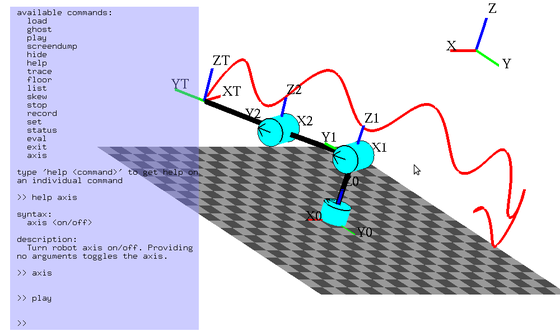 available commands:
load
ghost
play
screendump
hide
help
trace
floor
list
skew
stop
record
set
status
eval
exit
axis
type 'help <command>' to get help on
an individual command
>> help axis
syntax:
axis <on/off>
description:
Turn robot axis on/off. Providing
no arguments toggles the axis.
>> axis
>> play
>>
Z
X
Y
ZT
YT
XT
Z2
Y2
X2
Z1
Y1
X1
Z0
X0
Y0